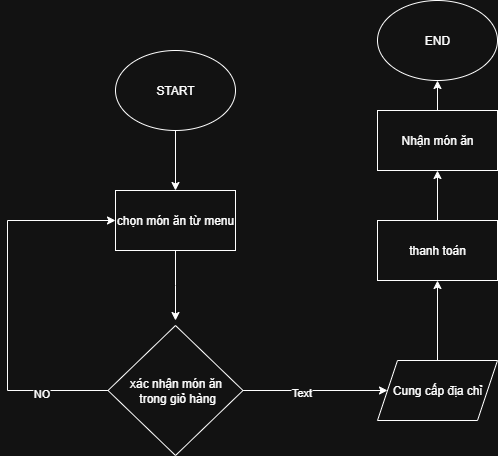 START
chọn món ăn từ menu
xác nhận món ăn
trong giỏ hàng
NO
Text
Cung cấp địa chỉ
thanh toán
Nhận món ăn
END